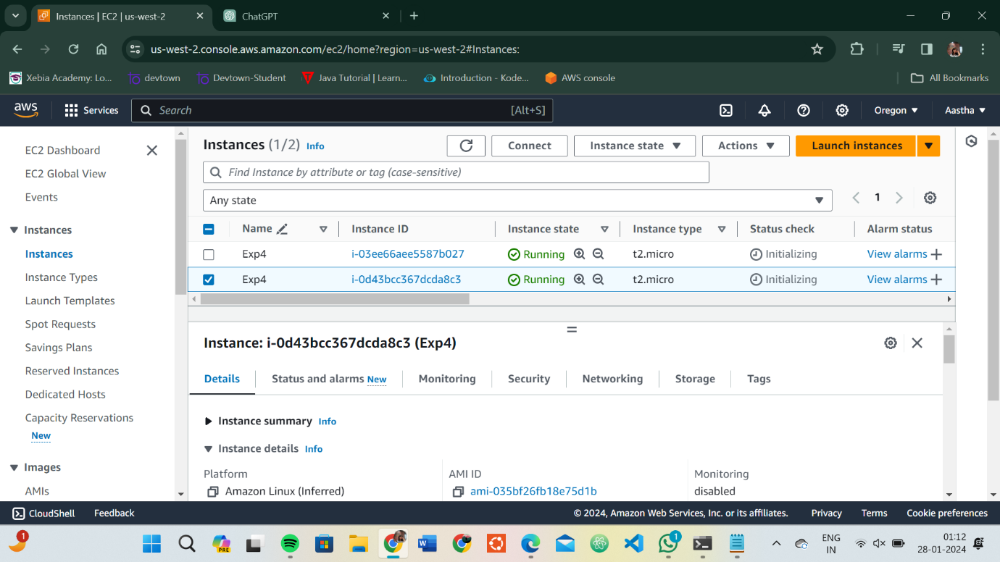 Instances | EC2 | us-west-2
ChatGPT
us-west-2.console.aws.amazon.com/ec2/home?region=us-west-2#Instances:
Xebia Academy: Lo... devtown Devtown-Student Java Tutorial | Learn... Introduction - Kode... AWS console All Bookmarks
aws Services Search [Alt+S] Oregon Aastha
EC2 Dashboard
EC2 Global View
Events
Instances
Instances
Instance Types
Launch Templates
Spot Requests
Savings Plans
Reserved Instances
Dedicated Hosts
Capacity Reservations
New
Images
AMIs
Instances (1/2) Info Connect Instance state Actions Launch instances
Find Instance by attribute or tag (case-sensitive)
Any state 1
Name Instance ID Instance state Instance type Status check Alarm status
Exp4 i-03ee66aee5587b027 Running t2.micro Initializing View alarms
Exp4 i-0d43bcc367dcda8c3 Running t2.micro Initializing View alarms
Instance: i-0d43bcc367dcda8c3 (Exp4)
Details Status and alarms New Monitoring Security Networking Storage Tags
Instance summary Info
Instance details Info
Platform AMI ID Monitoring
Amazon Linux (Inferred) ami-035bf26fb18e75d1b disabled
CloudShell Feedback © 2024, Amazon Web Services, Inc. or its affiliates. Privacy Terms Cookie preferences
1 PRE W 1 ENG 01:12
IN 28-01-2024